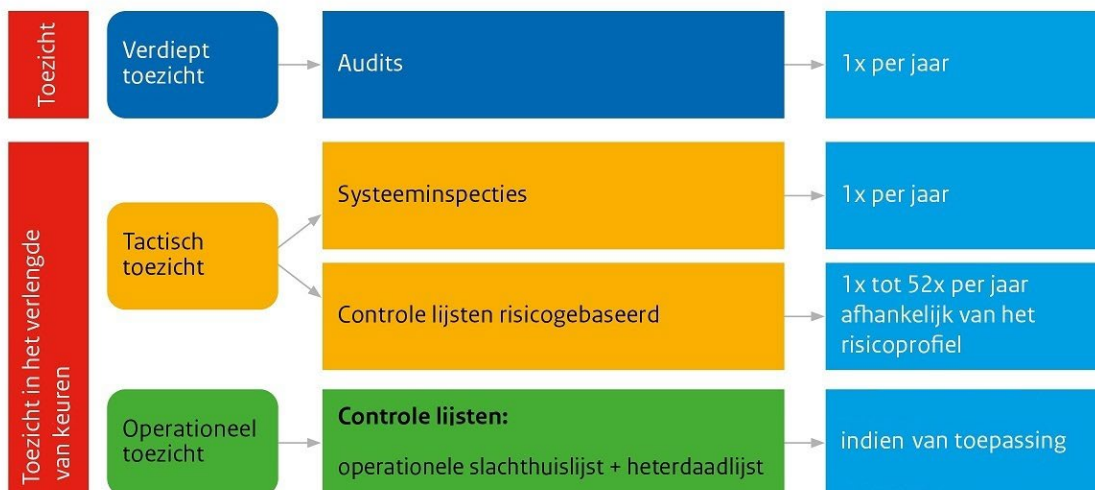 Toezicht
Verdiept
toezicht
Audits
1x per jaar
Toezicht in het verlengde
van keuren
Tactisch
toezicht
Systeeminspecties
1x per jaar
Controle lijsten risicogebaseerd
1x tot 52x per jaar
afhankelijk van het
risicoprofiel
Operationeel
toezicht
Controle lijsten:
operationele slachthuislijst + heterdaadlijst
indien van toepassing